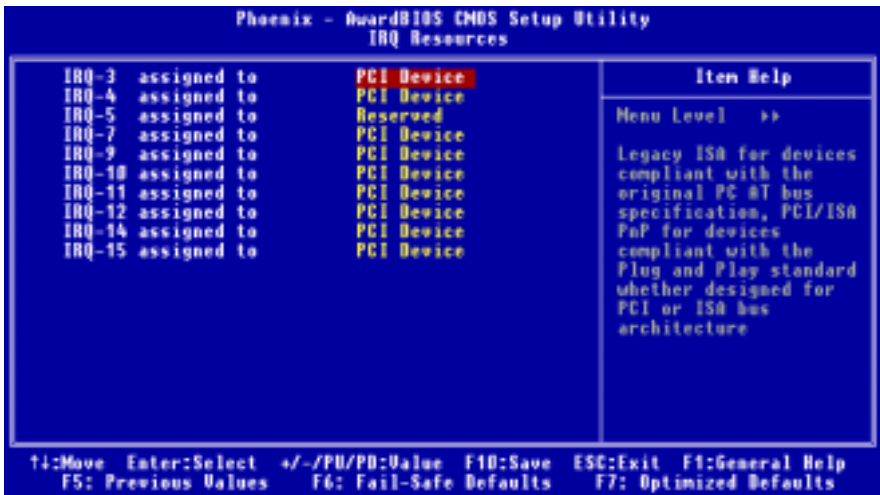 Phoenix - AwardBIOS CMOS Setup Utility
IRQ Resources
IRQ-3 assigned to PCI Device
IRQ-4 assigned to PCI Device
IRQ-5 assigned to Reserved
IRQ-7 assigned to PCI Device
IRQ-9 assigned to PCI Device
IRQ-10 assigned to PCI Device
IRQ-11 assigned to PCI Device
IRQ-12 assigned to PCI Device
IRQ-14 assigned to PCI Device
IRQ-15 assigned to PCI Device
Item Help
Menu Level ►►
Legacy ISA for devices
compliant with the
original PC AT bus
specification, PCI/ISA
PnP for devices
compliant with the
Plug and Play standard
whether designed for
PCI or ISA bus
architecture
↑↓:Move Enter:Select +/-/PU/PD:Value F10:Save ESC:Exit F1:General Help
F5: Previous Values F6: Fail-Safe Defaults F7: Optimized Defaults